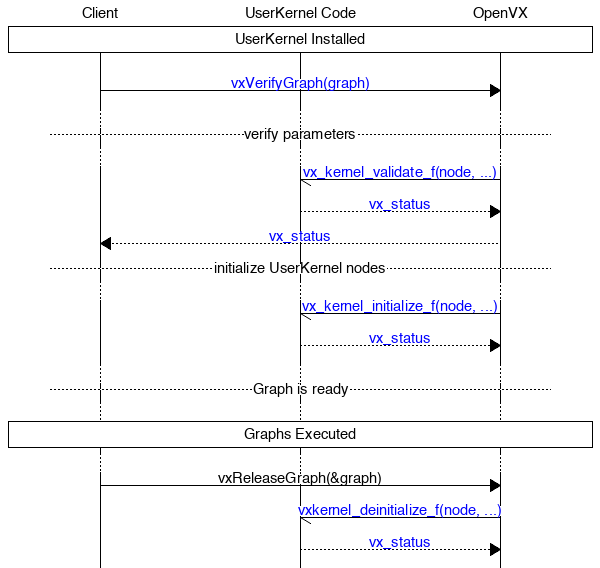 Client UserKernel Code OpenVX
UserKernel Installed
vxVerifyGraph(graph)
verify parameters
vx_kernel_validate_f(node, ...)
vx_status
vx_status
initialize UserKernel nodes
vx_kernel_initialize_f(node, ...)
vx_status
Graph is ready
Graphs Executed
vxReleaseGraph(&graph)
vxkernel_deinitialize_f(node, ...)
vx_status